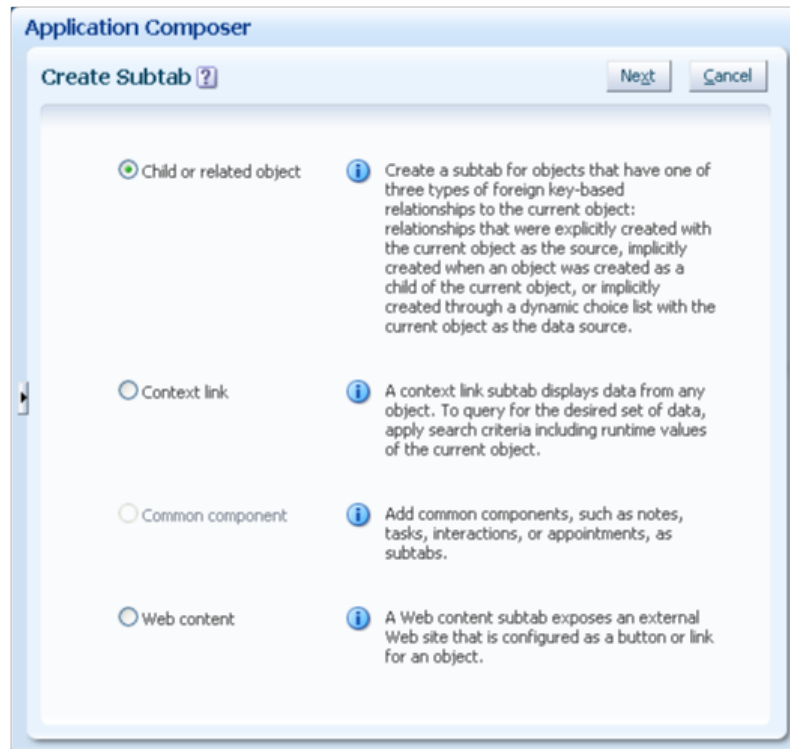 Application Composer
Create Subtab ?
Next
Cancel
Child or related object
Create a subtab for objects that have one of
three types of foreign key-based
relationships to the current object:
relationships that were explicitly created with
the current object as the source, implicitly
created when an object was created as a
child of the current object, or implicitly
created through a dynamic choice list with the
current object as the data source.
Context link
A context link subtab displays data from any
object. To query for the desired set of data,
apply search criteria including runtime values
of the current object.
Common component
Add common components, such as notes,
tasks, interactions, or appointments, as
subtabs.
Web content
A Web content subtab exposes an external
Web site that is configured as a button or link
for an object.